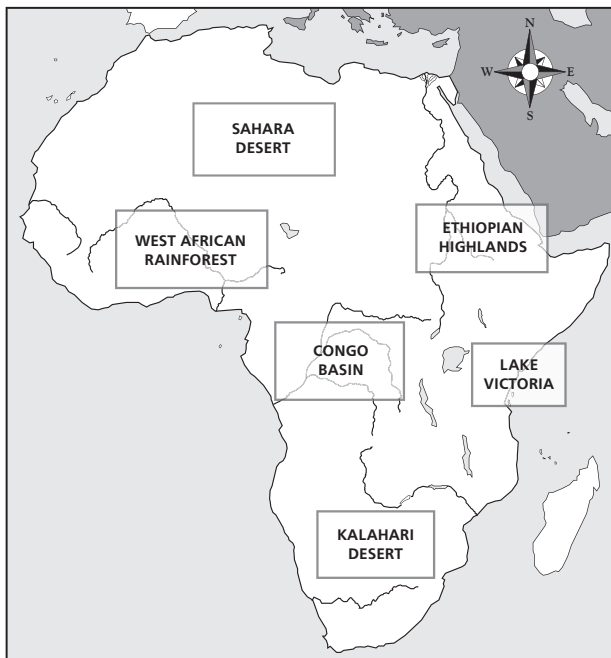 N
W
E
S
SAHARA
DESERT
WEST AFRICAN
RAINFOREST
ETHIOPIAN
HIGHLANDS
CONGO
BASIN
LAKE
VICTORIA
KALAHARI
DESERT